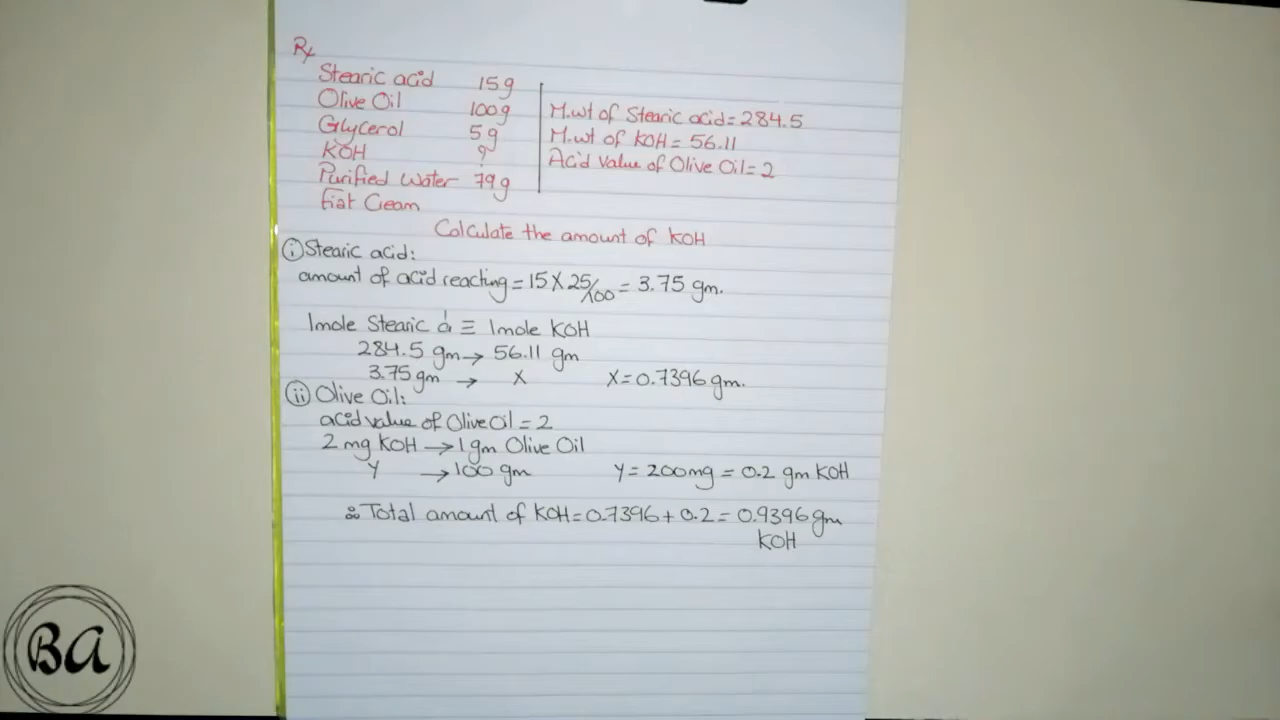 Rx
Stearic acid 15g
Olive Oil 100g
Glycerol 5g
KOH ?
Purified Water 79g
Fiat Cream
M.wt of Stearic acid = 284.5
M.wt of KOH = 56.11
Acid Value of Olive Oil = 2
Calculate the amount of KOH
(i) Stearic acid:
amount of acid reacting = 15 X 25/100 = 3.75 gm.
1mole Stearic a ≡ 1mole KOH
284.5 gm → 56.11 gm
3.75 gm → X X = 0.7396 gm.
(ii) Olive Oil:
acid value of Olive Oil = 2
2 mg KOH → 1 gm Olive Oil
Y → 100 gm Y = 200mg = 0.2 gm KOH
∴ Total amount of KOH = 0.7396 + 0.2 = 0.9396 gm
KOH
BA